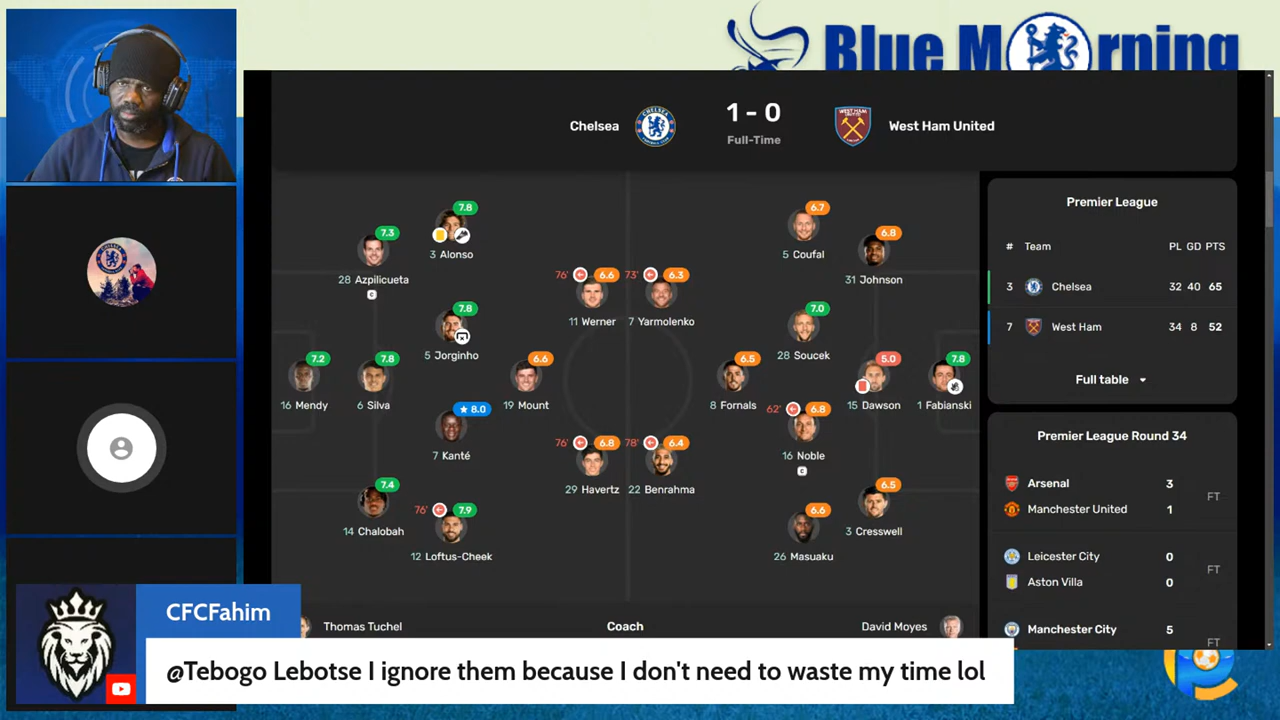 Blue Morning
Chelsea
1 - 0
Full-Time
West Ham United
7.8
3 Alonso
7.3
28 Azpilicueta
C
7.8
5 Jorginho
7.2
16 Mendy
7.8
6 Silva
8.0
7 Kanté
7.4
14 Chalobah
76'
7.9
12 Loftus-Cheek
6.6
19 Mount
76'
6.6
11 Werner
76'
6.8
29 Havertz
73'
6.3
7 Yarmolenko
78'
6.4
22 Benrahma
6.5
8 Fornals
6.7
5 Coufal
6.8
31 Johnson
7.0
28 Soucek
5.0
15 Dawson
7.8
1 Fabianski
62'
6.8
16 Noble
C
6.5
3 Cresswell
6.6
26 Masuaku
Thomas Tuchel
Coach
David Moyes
Premier League
# Team PL GD PTS
3 Chelsea 32 40 65
7 West Ham 34 8 52
Full table
Premier League Round 34
Arsenal 3
Manchester United 1
FT
Leicester City 0
Aston Villa 0
FT
Manchester City 5
FT
CFCFahim
@Tebogo Lebotse I ignore them because I don't need to waste my time lol